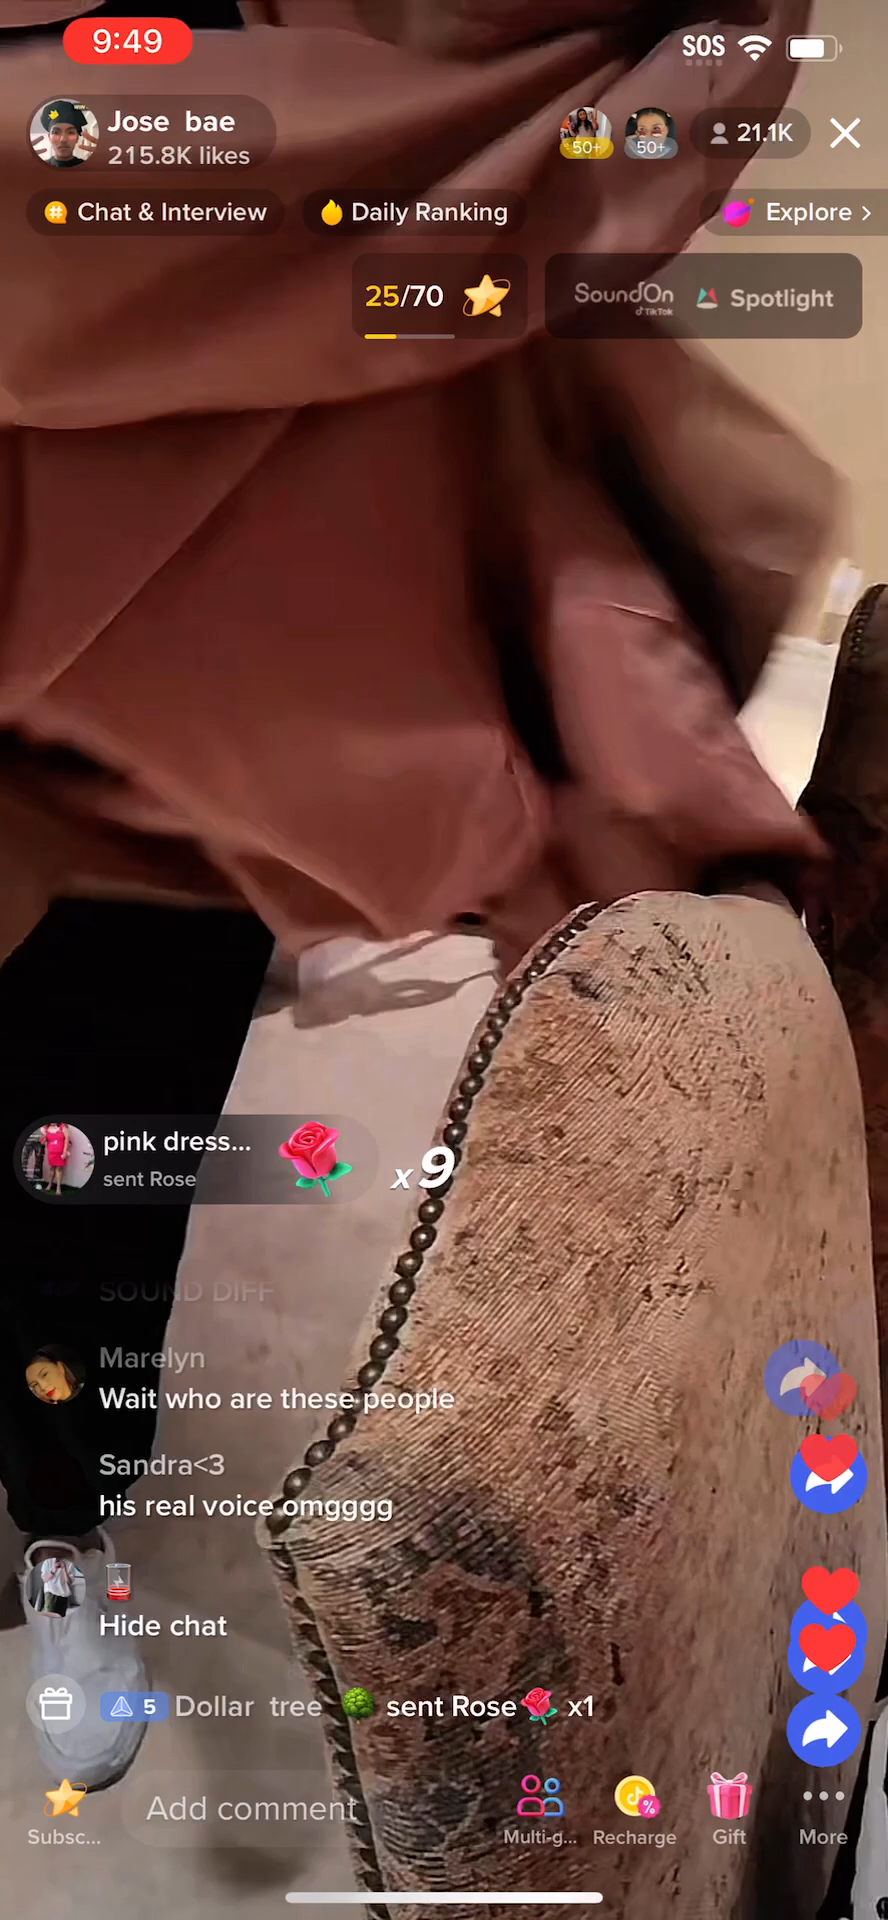 9:49
SOS
Jose bae
215.8K likes
50+
50+
21.1K
Chat & Interview
Daily Ranking
Explore >
25/70
SoundOn
TikTok
Spotlight
pink dress...
sent Rose
x9
SOUND DIFF
Marelyn
Wait who are these people
Sandra<3
his real voice omgggg
Hide chat
5 Dollar tree 🌳 sent Rose🌹 x1
Subsc...
Add comment
Multi-g...
Recharge
Gift
More